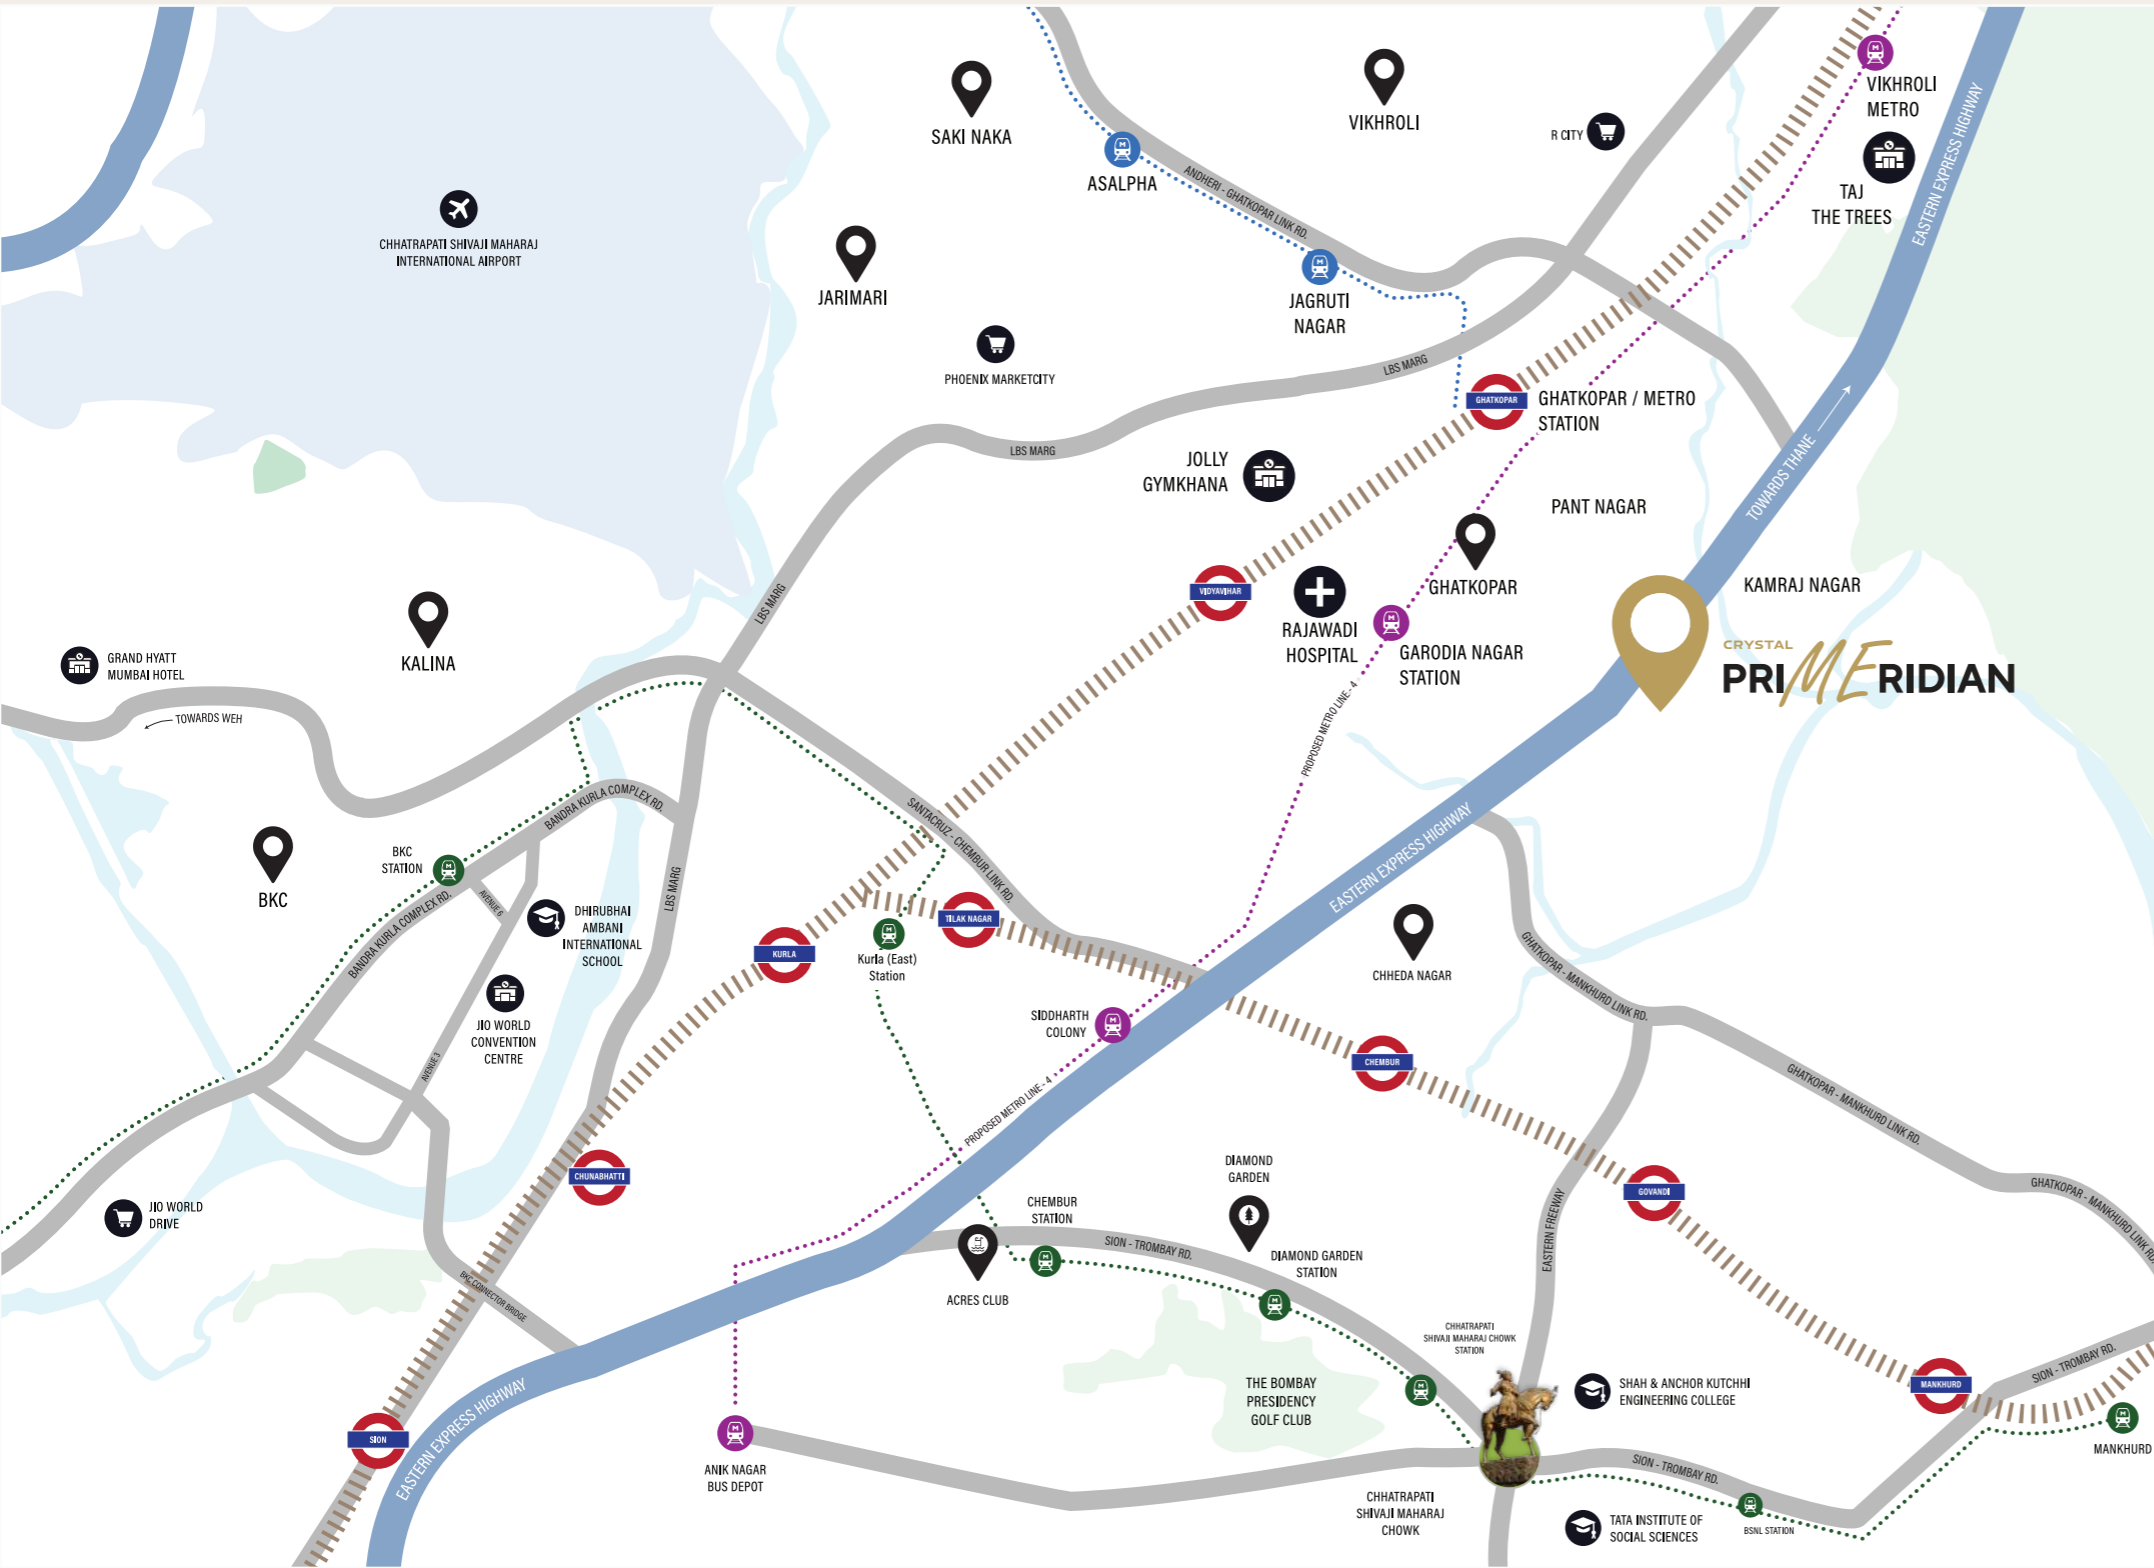 VIKHROLI
METRO
SAKI NAKA
VIKHROLI
R CITY
ASALPHA
ANDHERI - GHATKOPAR LINK RD.
TAJ
THE TREES
EASTERN EXPRESS HIGHWAY
CHHATRAPATI SHIVAJI MAHARAJ
INTERNATIONAL AIRPORT
JARIMARI
JAGRUTI
NAGAR
PHOENIX MARKETCITY
LBS MARG
GHATKOPAR
GHATKOPAR / METRO
STATION
LBS MARG
JOLLY
GYMKHANA
TOWARDS THANE
PANT NAGAR
VIDYAVIHAR
GHATKOPAR
KAMRAJ NAGAR
LBS MARG
RAJAWADI
HOSPITAL
GARODIA NAGAR
STATION
CRYSTAL
PRIMERIDIAN
KALINA
GRAND HYATT
MUMBAI HOTEL
TOWARDS WEH
PROPOSED METRO LINE - 4
BANDRA KURLA COMPLEX RD.
SANTACRUZ - CHEMBUR LINK RD.
EASTERN EXPRESS HIGHWAY
BKC
STATION
BKC
AVENUE 6
LBS MARG
DHIRUBHAI
AMBANI
INTERNATIONAL
SCHOOL
TILAK NAGAR
BANDRA KURLA COMPLEX RD.
KURLA
Kurla (East)
Station
CHHEDA NAGAR
GHATKOPAR - MANKHURD LINK RD.
JIO WORLD
CONVENTION
CENTRE
SIDDHARTH
COLONY
AVENUE 3
CHEMBUR
GHATKOPAR - MANKHURD LINK RD.
PROPOSED METRO LINE - 4
CHUNABHATTI
DIAMOND
GARDEN
GOVANDI
GHATKOPAR - MANKHURD LINK RD.
JIO WORLD
DRIVE
CHEMBUR
STATION
SION - TROMBAY RD.
EASTERN FREEWAY
DIAMOND GARDEN
STATION
BKC CONNECTOR BRIDGE
ACRES CLUB
CHHATRAPATI
SHIVAJI MAHARAJ CHOWK
STATION
SION - TROMBAY RD.
THE BOMBAY
PRESIDENCY
GOLF CLUB
SHAH & ANCHOR KUTCHHI
ENGINEERING COLLEGE
MANKHURD
SION
EASTERN EXPRESS HIGHWAY
MANKHURD
ANIK NAGAR
BUS DEPOT
SION - TROMBAY RD.
CHHATRAPATI
SHIVAJI MAHARAJ
CHOWK
TATA INSTITUTE OF
SOCIAL SCIENCES
BSNL STATION